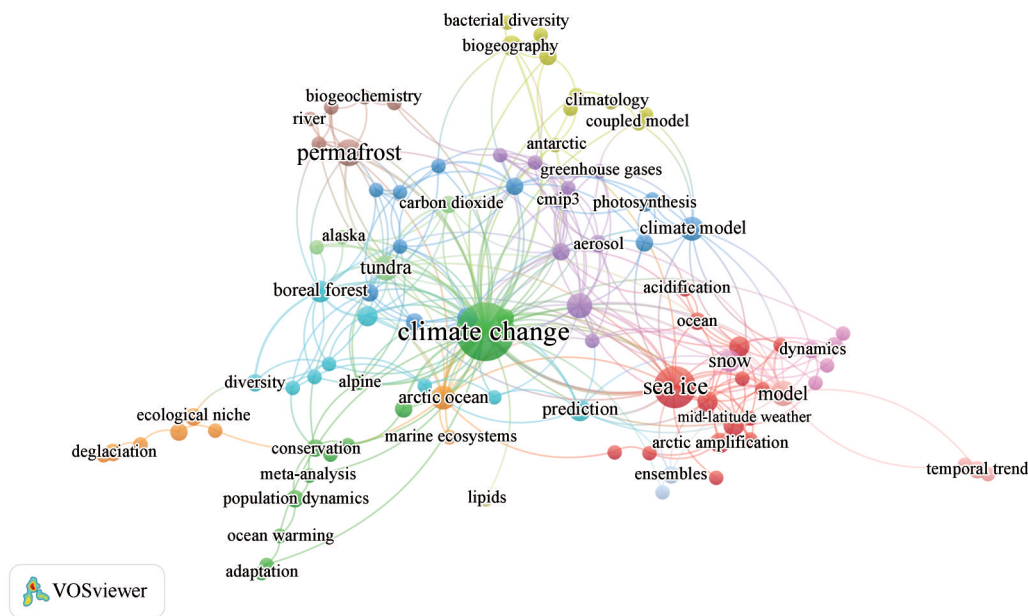 bacterial diversity
biogeography
biogeochemistry
climatology
river
coupled model
permafrost
antarctic
greenhouse gases
carbon dioxide
cmip3
photosynthesis
alaska
climate model
aerosol
tundra
boreal forest
acidification
ocean
climate change
snow
dynamics
diversity
alpine
sea ice
model
arctic ocean
prediction
mid-latitude weather
ecological niche
marine ecosystems
arctic amplification
deglaciation
conservation
meta-analysis
ensembles
temporal trend
population dynamics
lipids
ocean warming
adaptation
VOSviewer